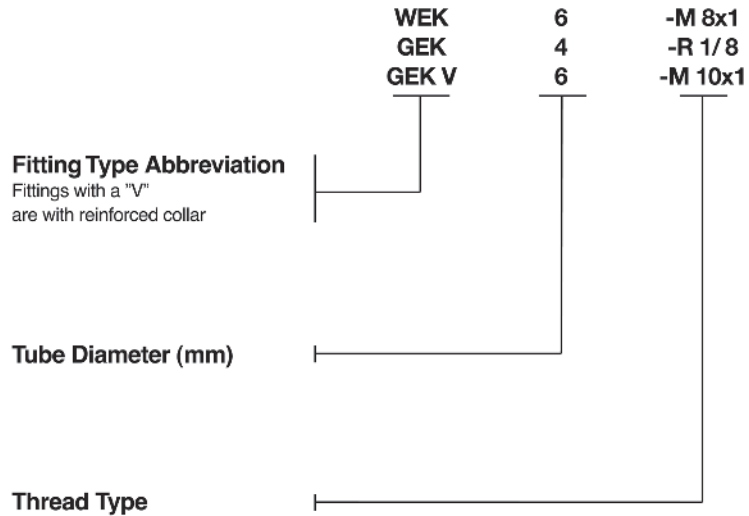 WEK 6 -M 8x1
GEK 4 -R 1/ 8
GEK V 6 -M 10x1
Fitting Type Abbreviation
Fittings with a "V"
are with reinforced collar
Tube Diameter (mm)
Thread Type